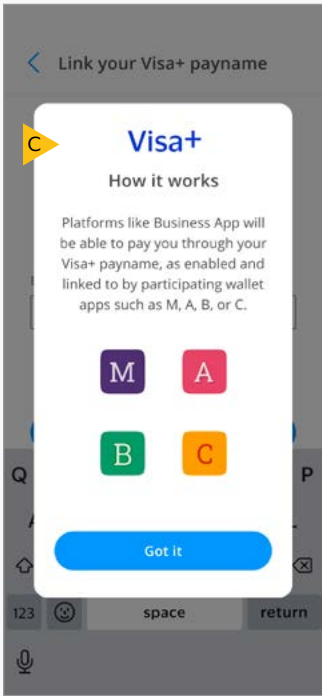 Link your Visa+ payname
C
Visa+
How it works
Platforms like Business App will
be able to pay you through your
Visa+ payname, as enabled and
linked to by participating wallet
apps such as M, A, B, or C.
M A
B C
Got it
Q P
123 space return